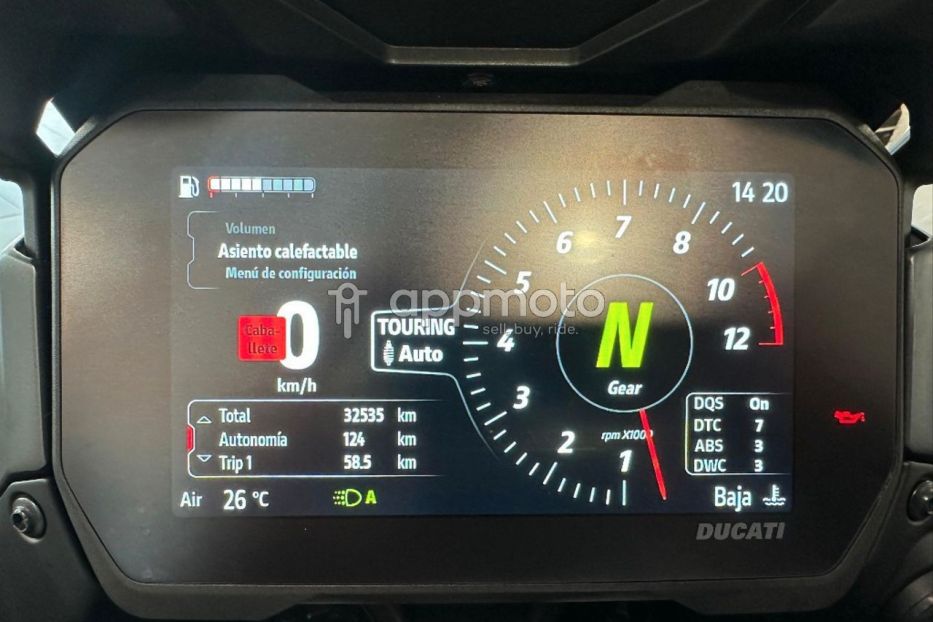 14 20
Volumen
Asiento calefactable
Menú de configuración
appmoto
sell. buy, ride.
Caba-
llete
0
km/h
TOURING
Auto
1
2
3
4
5
6
7
8
10
12
rpm X1000
N
Gear
Total 32535 km
Autonomía 124 km
Trip 1 58.5 km
DQS On
DTC 7
ABS 3
DWC 3
Air 26 °C
A
Baja
DUCATI